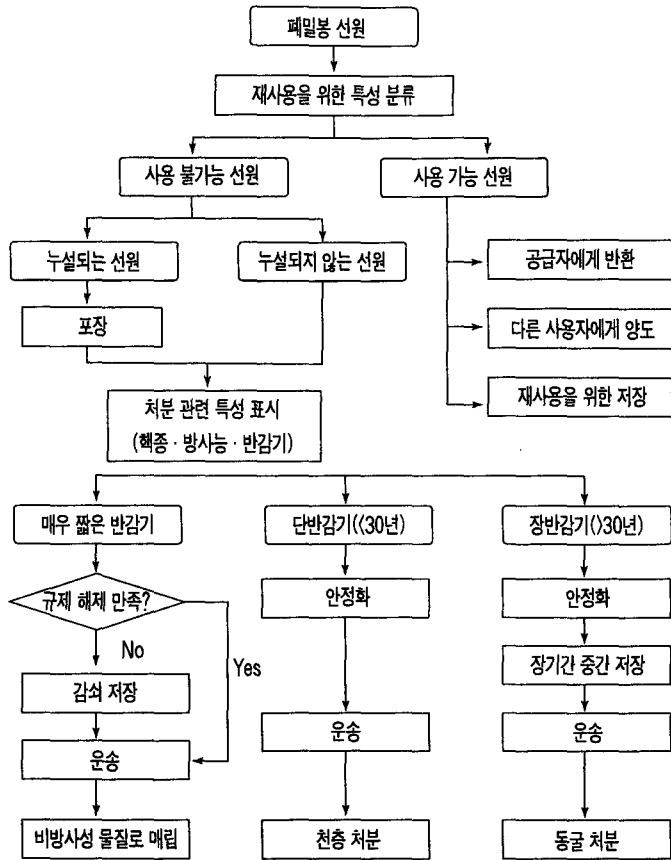 폐밀봉 선원
재사용을 위한 특성 분류
사용 불가능 선원
사용 가능 선원
누설되는 선원
누설되지 않는 선원
공급자에게 반환
포장
다른 사용자에게 양도
처분 관련 특성 표시
(핵종·방사능·반감기)
재사용을 위한 저장
매우 짧은 반감기
단반감기(〈30년)
장반감기(〉30년)
규제 해제 만족?
안정화
안정화
No
Yes
장기간 중간 저장
감쇠 저장
운송
운송
운송
비방사성 물질로 매립
천층 처분
동굴 처분